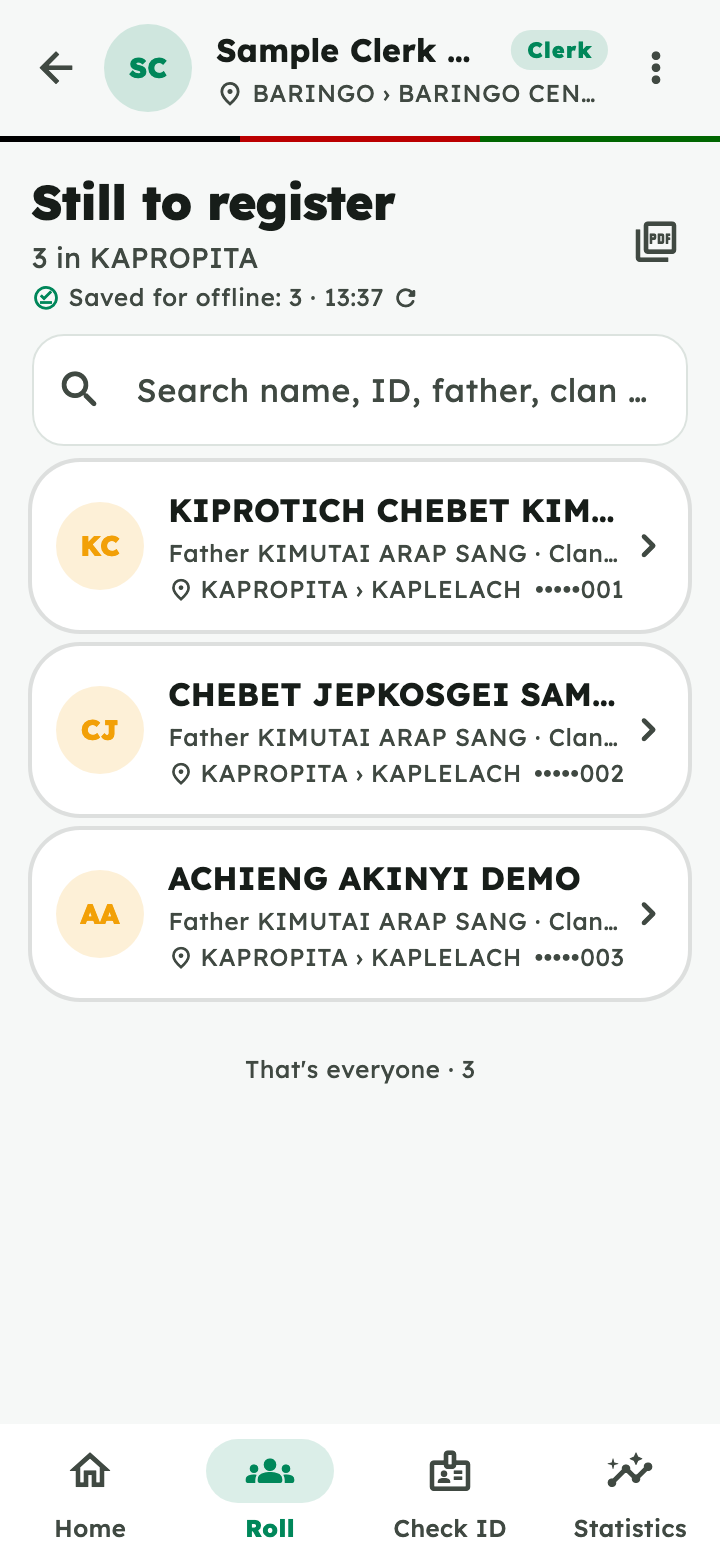 SC
Sample Clerk ...
Clerk
BARINGO › BARINGO CEN...
Still to register
3 in KAPROPITA
PDF
Saved for offline: 3 · 13:37
Search name, ID, father, clan ...
KC
KIPROTICH CHEBET KIM...
Father KIMUTAI ARAP SANG · Clan...
KAPROPITA › KAPLELACH •••••001
CJ
CHEBET JEPKOSGEI SAM...
Father KIMUTAI ARAP SANG · Clan...
KAPROPITA › KAPLELACH •••••002
AA
ACHIENG AKINYI DEMO
Father KIMUTAI ARAP SANG · Clan...
KAPROPITA › KAPLELACH •••••003
That's everyone · 3
Home
Roll
Check ID
Statistics